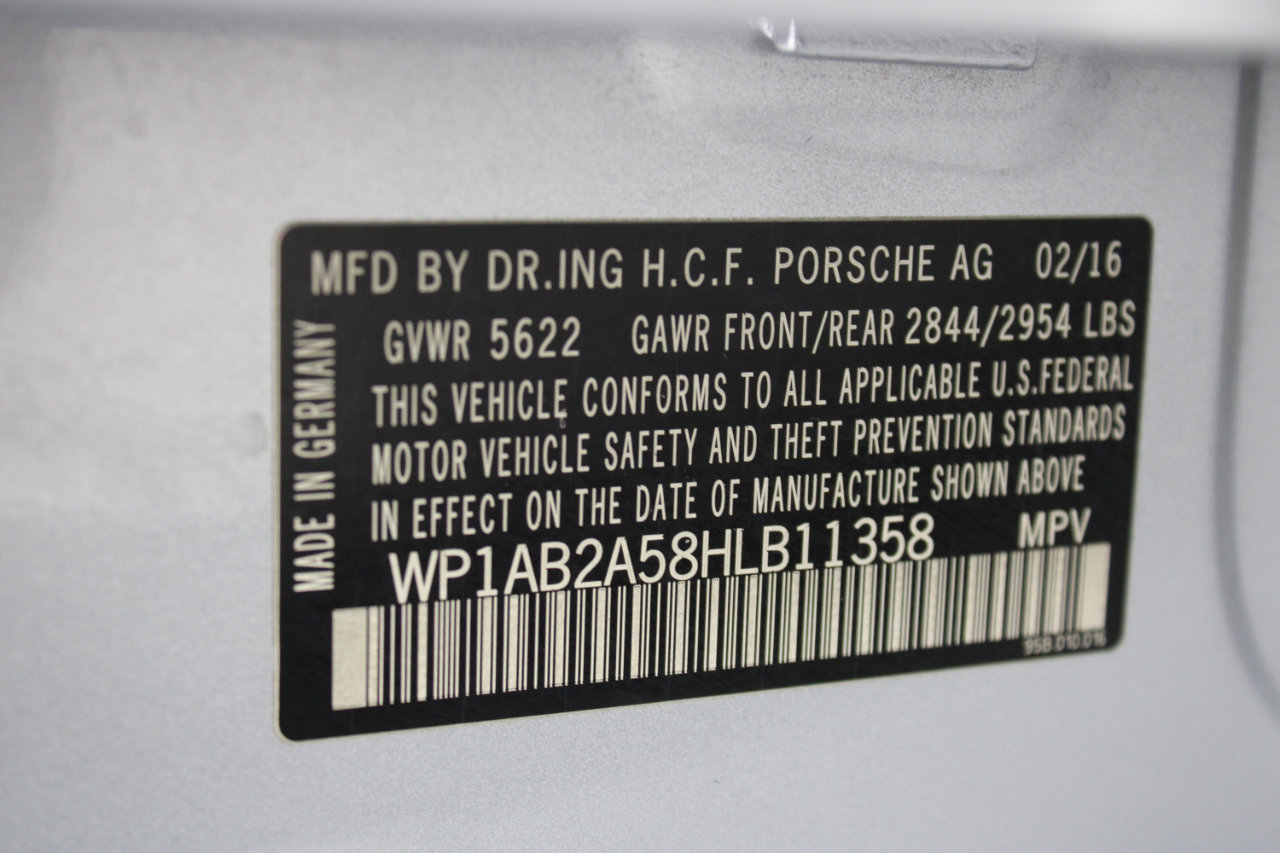 MFD BY DR.ING H.C.F. PORSCHE AG 02/16
GVWR 5622 GAWR FRONT/REAR 2844/2954 LBS
THIS VEHICLE CONFORMS TO ALL APPLICABLE U.S.FEDERAL
MOTOR VEHICLE SAFETY AND THEFT PREVENTION STANDARDS
IN EFFECT ON THE DATE OF MANUFACTURE SHOWN ABOVE
WP1AB2A58HLB11358 MPV
95B.010.016
MADE IN GERMANY